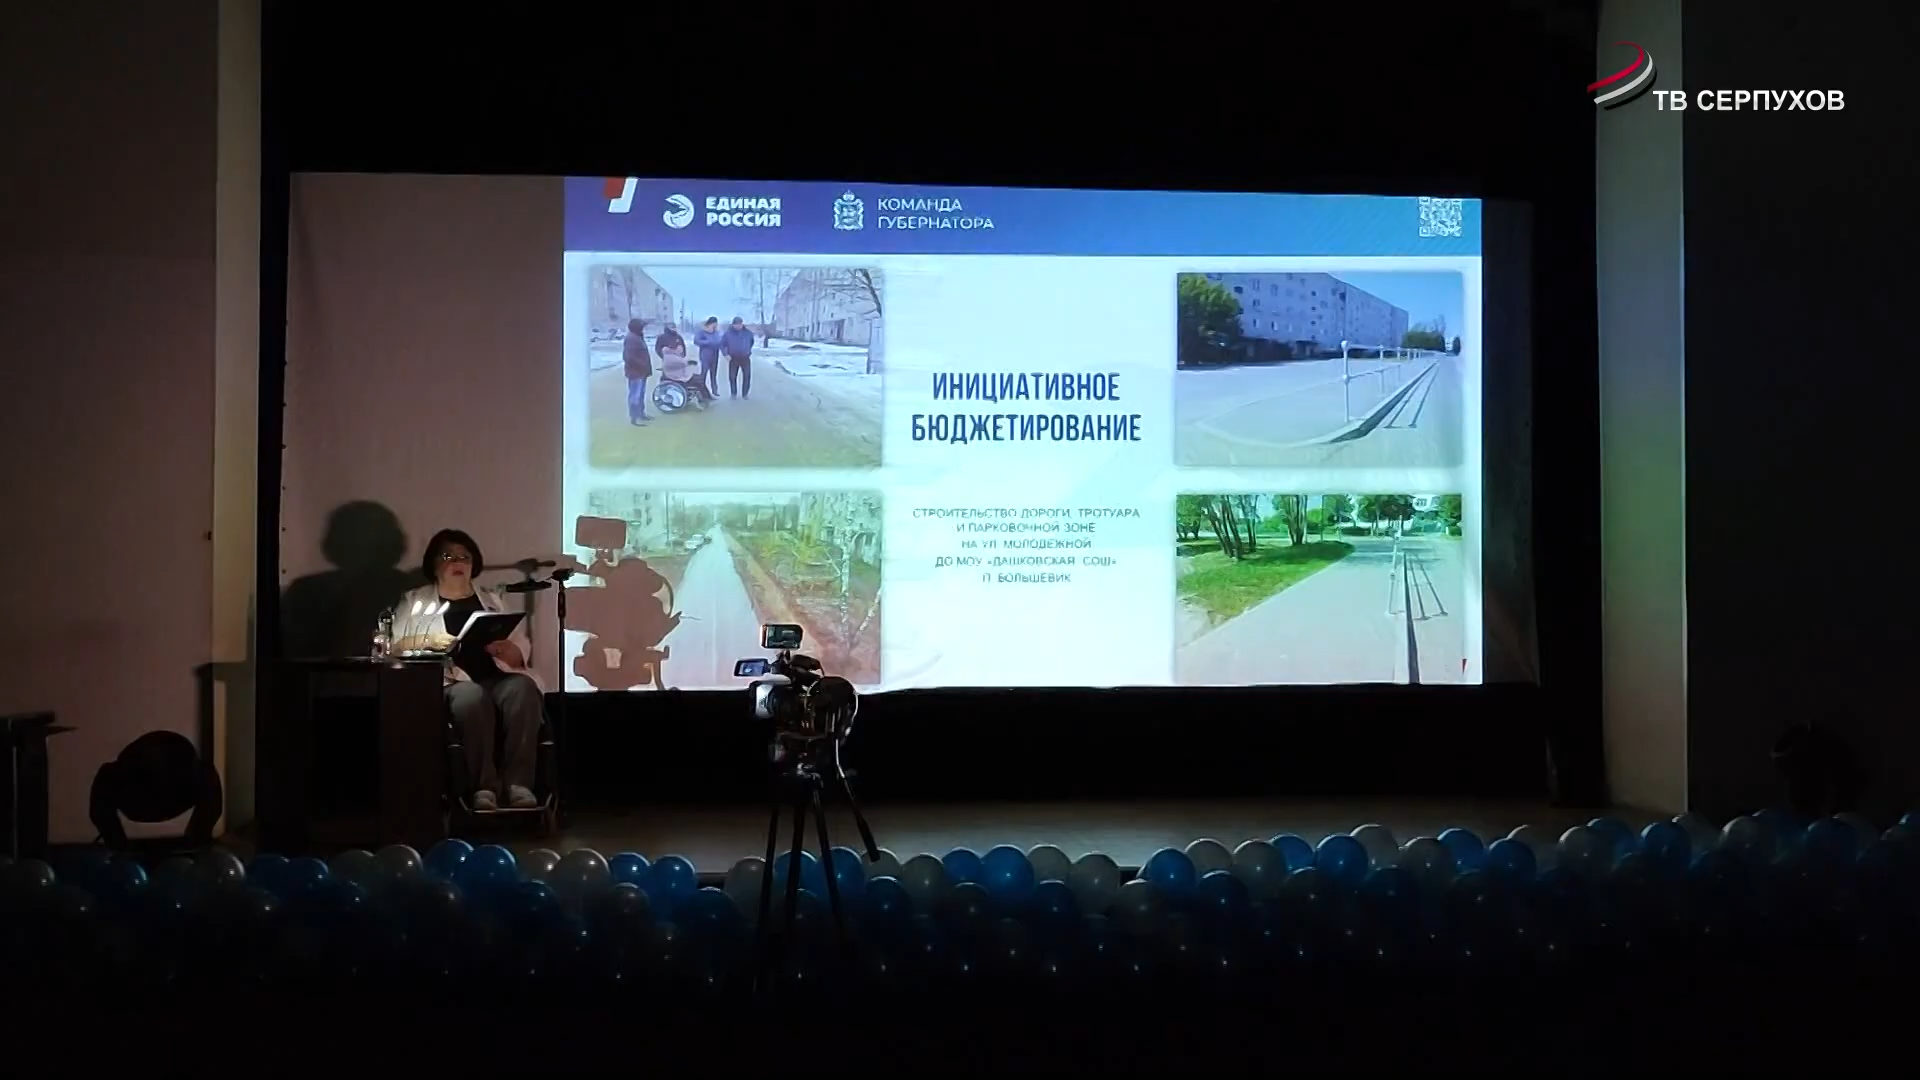 ТВ СЕРПУХОВ
ЕДИНАЯ
РОССИЯ
КОМАНДА
ГУБЕРНАТОРА
ИНИЦИАТИВНОЕ
БЮДЖЕТИРОВАНИЕ
СТРОИТЕЛЬСТВО ДОРОГИ, ТРОТУАРА
И ПАРКОВОЧНОЙ ЗОНЕ
НА УЛ. МОЛОДЕЖНОЙ
ДО МОУ «ДАШКОВСКАЯ СОШ»
П. БОЛЬШЕВИК